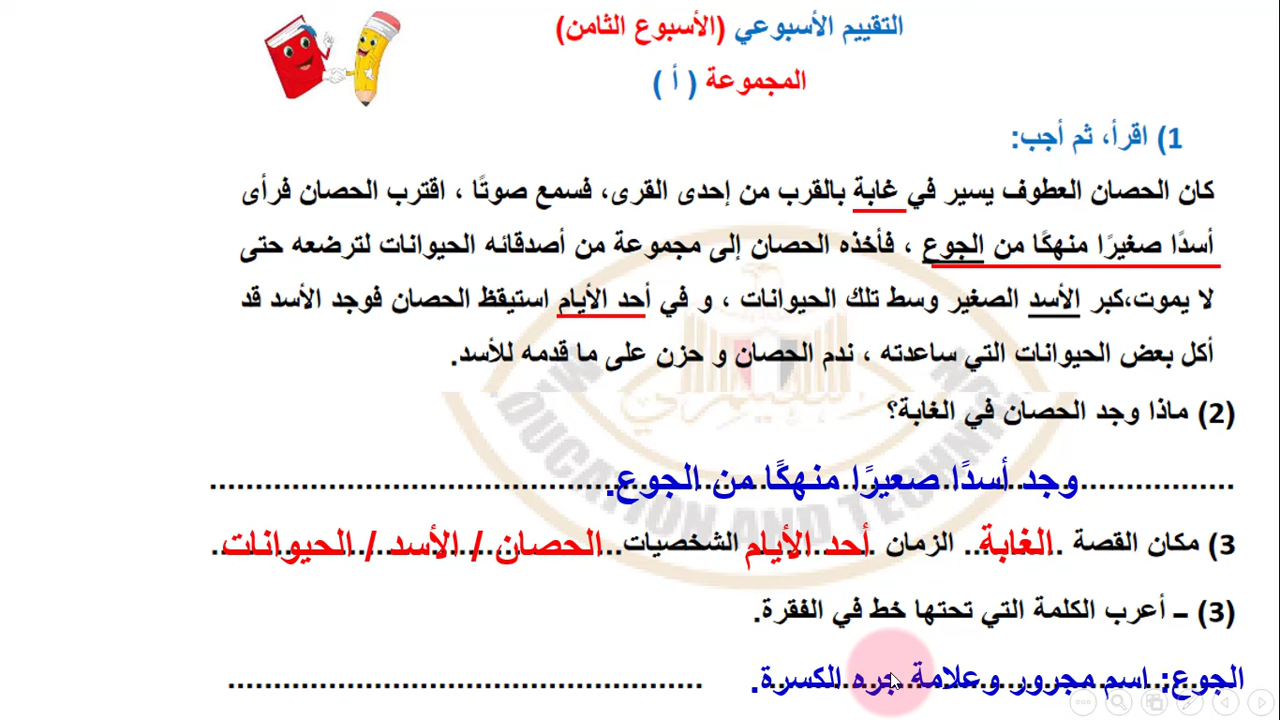 التقييم الأسبوعي (الأسبوع الثامن)
المجموعة ( أ )
1) اقرأ، ثم أجب:
كان الحصان العطوف يسير في غابة بالقرب من إحدى القرى، فسمع صوتًا ، اقترب الحصان فرأى
أسدًا صغيرًا منهكًا من الجوع ، فأخذه الحصان إلى مجموعة من أصدقائه الحيوانات لترضعه حتى
لا يموت،كبر الأسد الصغير وسط تلك الحيوانات ، و في أحد الأيام استيقظ الحصان فوجد الأسد قد
أكل بعض الحيوانات التي ساعدته ، ندم الحصان و حزن على ما قدمه للأسد.
(2) ماذا وجد الحصان في الغابة؟
وجد أسدًا صعيرًا منهكًا من الجوع.
3) مكان القصة الغابة الزمان أحد الأيام الشخصيات الحصان / الأسد / الحيوانات
(3) ــ أعرب الكلمة التي تحتها خط في الفقرة.
الجوع: اسم مجرور وعلامة جره الكسرة.